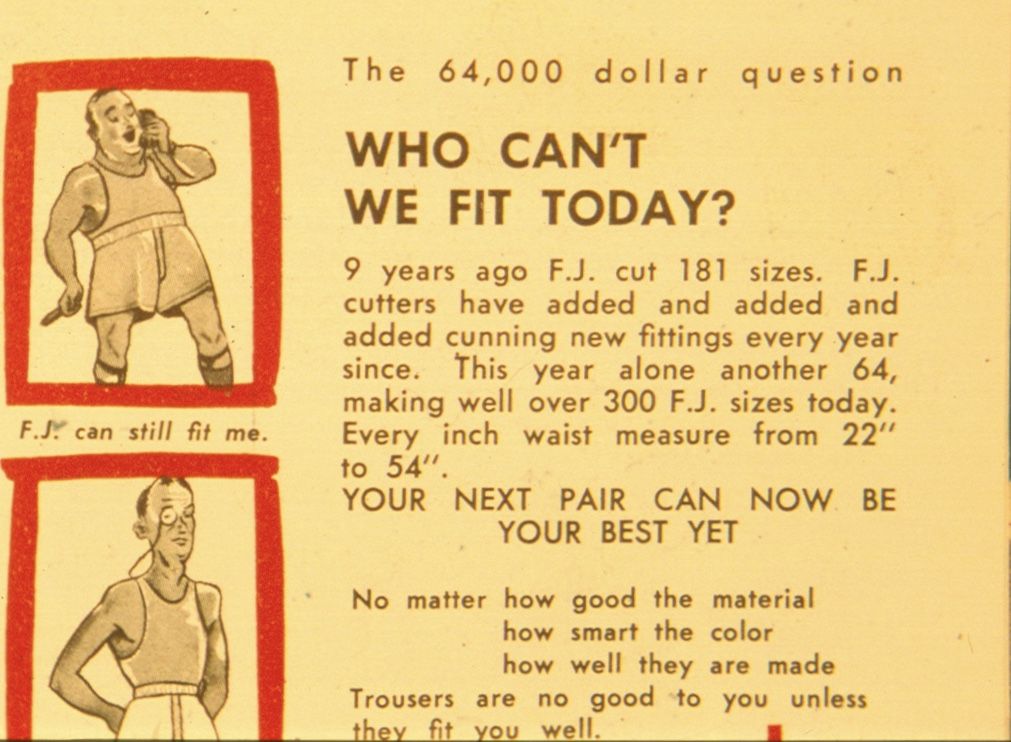 The 64,000 dollar question
WHO CAN'T
WE FIT TODAY?
9 years ago F.J. cut 181 sizes. F.J.
cutters have added and added and
added cunning new fittings every year
since. This year alone another 64,
making well over 300 F.J. sizes today.
Every inch waist measure from 22"
to 54".
YOUR NEXT PAIR CAN NOW BE
YOUR BEST YET
No matter how good the material
how smart the color
how well they are made
Trousers are no good to you unless
they fit you well.
F.J. can still fit me.